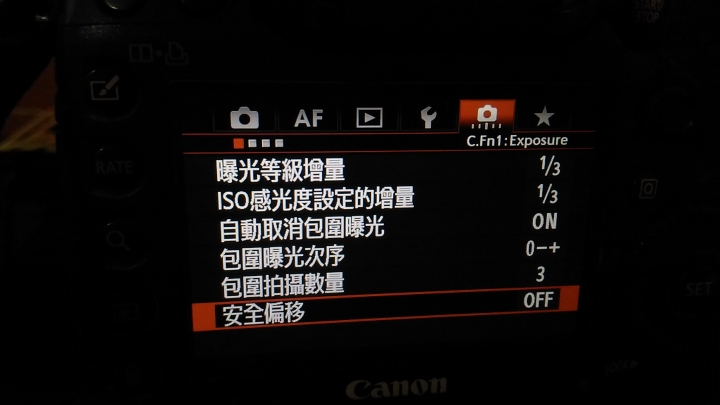 START
STOP
RATE
AF
C.Fn1:Exposure
曝光等級增量 1/3
ISO感光度設定的增量 1/3
自動取消包圍曝光 ON
包圍曝光次序 0-+
包圍拍攝數量 3
安全偏移 OFF
SET
Canon